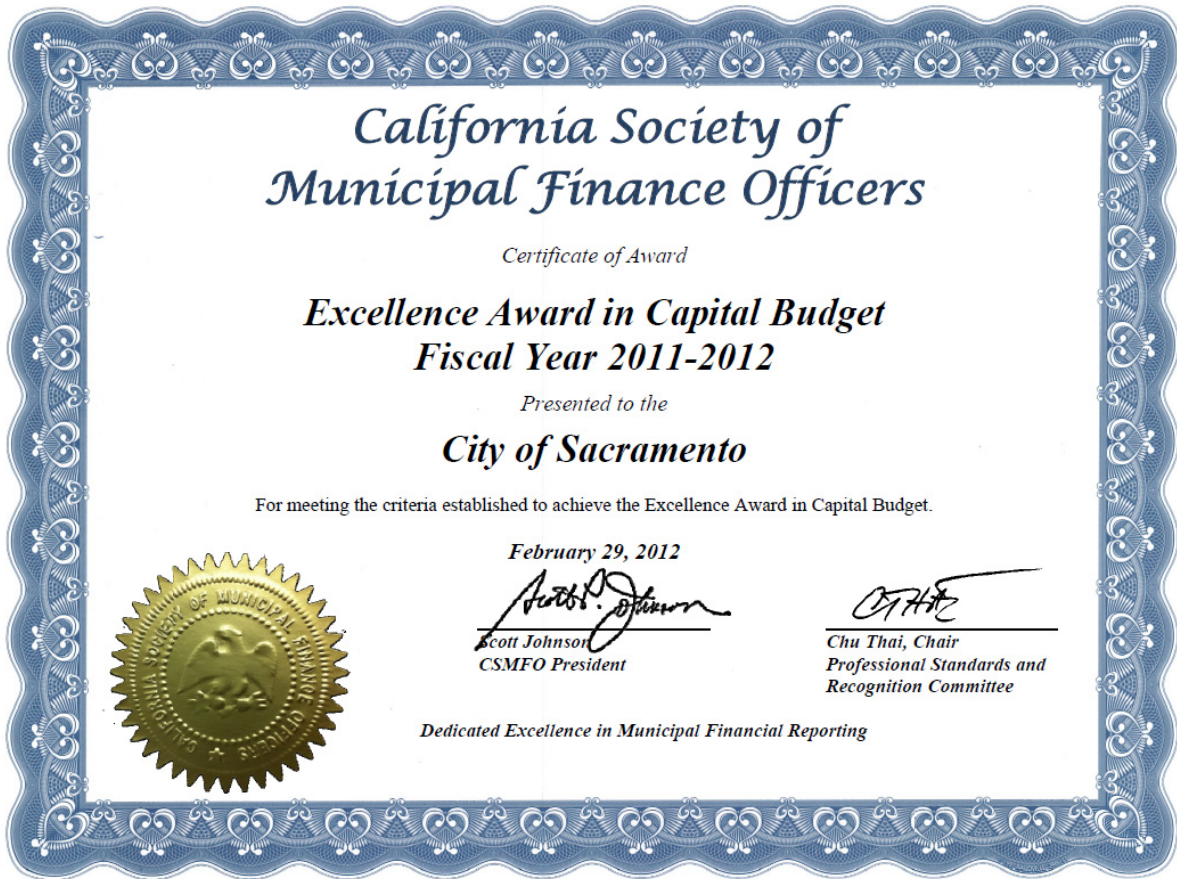 California Society of
Municipal Finance Officers
Certificate of Award
Excellence Award in Capital Budget
Fiscal Year 2011-2012
Presented to the
City of Sacramento
For meeting the criteria established to achieve the Excellence Award in Capital Budget.
February 29, 2012
Scott P. Johnson
Scott Johnson
CSMFO President
Chu Thai, Chair
Professional Standards and
Recognition Committee
CALIFORNIA SOCIETY OF MUNICIPAL FINANCE OFFICERS
Dedicated Excellence in Municipal Financial Reporting